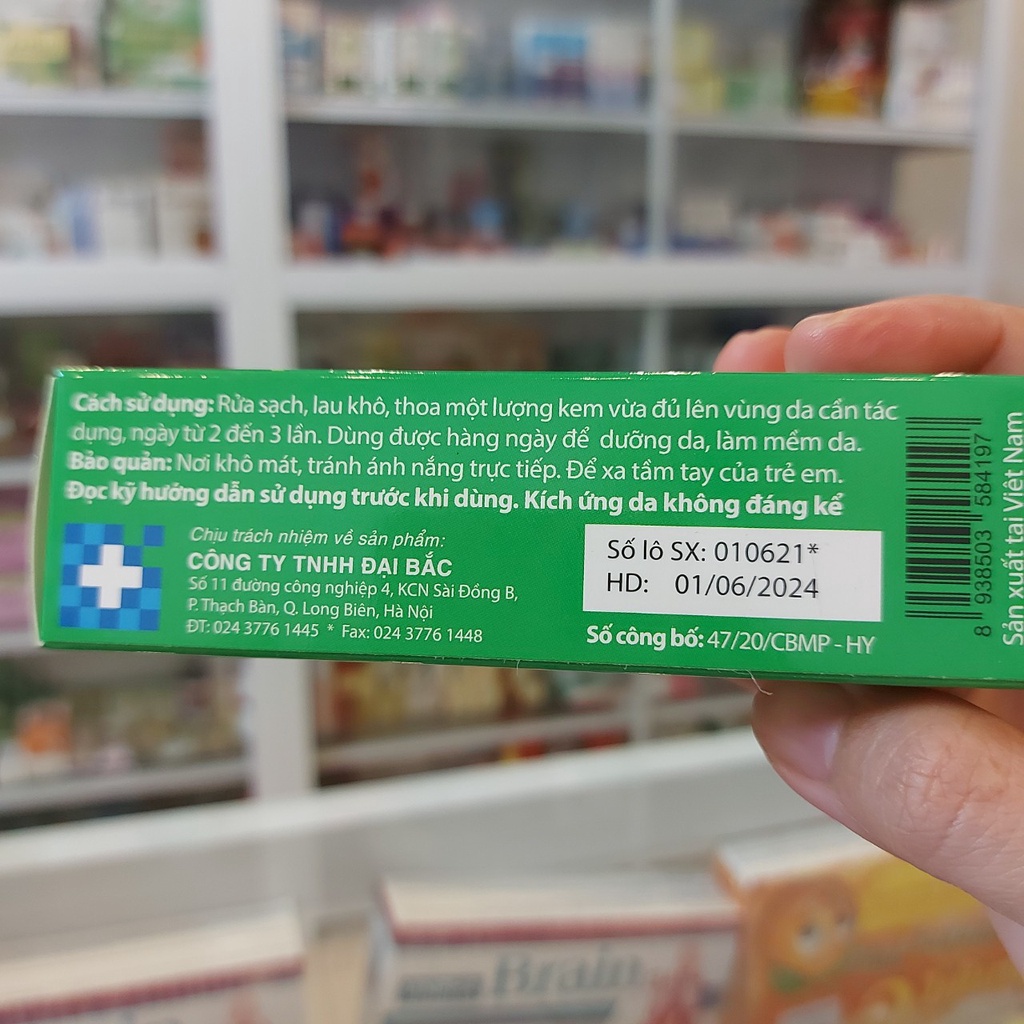 Cách sử dụng: Rửa sạch, lau khô, thoa một lượng kem vừa đủ lên vùng da cần tác
dụng, ngày từ 2 đến 3 lần. Dùng được hàng ngày để dưỡng da, làm mềm da.
Bảo quản: Nơi khô mát, tránh ánh nắng trực tiếp. Để xa tầm tay của trẻ em.
Đọc kỹ hướng dẫn sử dụng trước khi dùng. Kích ứng da không đáng kể
Chịu trách nhiệm về sản phẩm:
CÔNG TY TNHH ĐẠI BẮC
Số 11 đường công nghiệp 4, KCN Sài Đồng B,
P. Thạch Bàn, Q. Long Biên, Hà Nội
ĐT: 024 3776 1445 * Fax: 024 3776 1448
Số lô SX: 010621*
HD: 01/06/2024
Số công bố: 47/20/CBMP - HY
8 938503 584197
Sản xuất tại Việt Nam
Brain